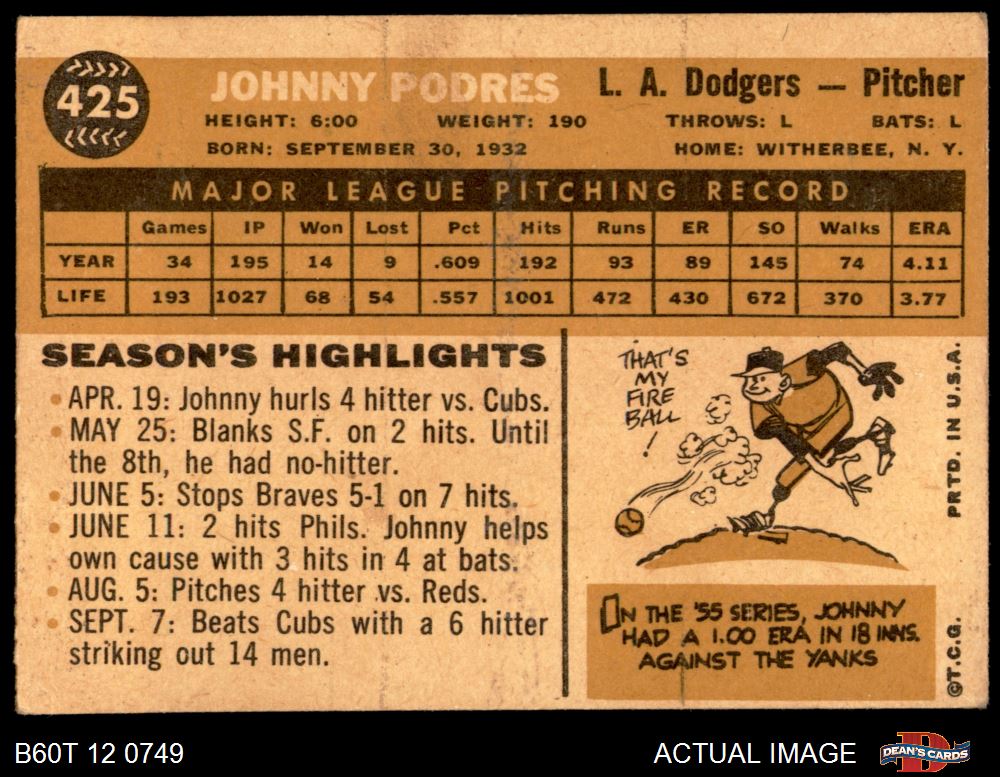 425
JOHNNY PODRES
L. A. Dodgers — Pitcher
HEIGHT: 6:00 WEIGHT: 190 THROWS: L BATS: L
BORN: SEPTEMBER 30, 1932 HOME: WITHERBEE, N. Y.
MAJOR LEAGUE PITCHING RECORD
Games IP Won Lost Pct Hits Runs ER SO Walks ERA
YEAR 34 195 14 9 .609 192 93 89 145 74 4.11
LIFE 193 1027 68 54 .557 1001 472 430 672 370 3.77
SEASON'S HIGHLIGHTS
• APR. 19: Johnny hurls 4 hitter vs. Cubs.
• MAY 25: Blanks S.F. on 2 hits. Until
the 8th, he had no-hitter.
• JUNE 5: Stops Braves 5-1 on 7 hits.
• JUNE 11: 2 hits Phils. Johnny helps
own cause with 3 hits in 4 at bats.
• AUG. 5: Pitches 4 hitter vs. Reds.
• SEPT. 7: Beats Cubs with a 6 hitter
striking out 14 men.
THAT'S
MY
FIRE
BALL
!
ON THE '55 SERIES, JOHNNY
HAD A 1.00 ERA IN 18 INNS.
AGAINST THE YANKS
©T.C.G. PRTD. IN U.S.A.
B60T 12 0749
ACTUAL IMAGE
DEAN'S CARDS